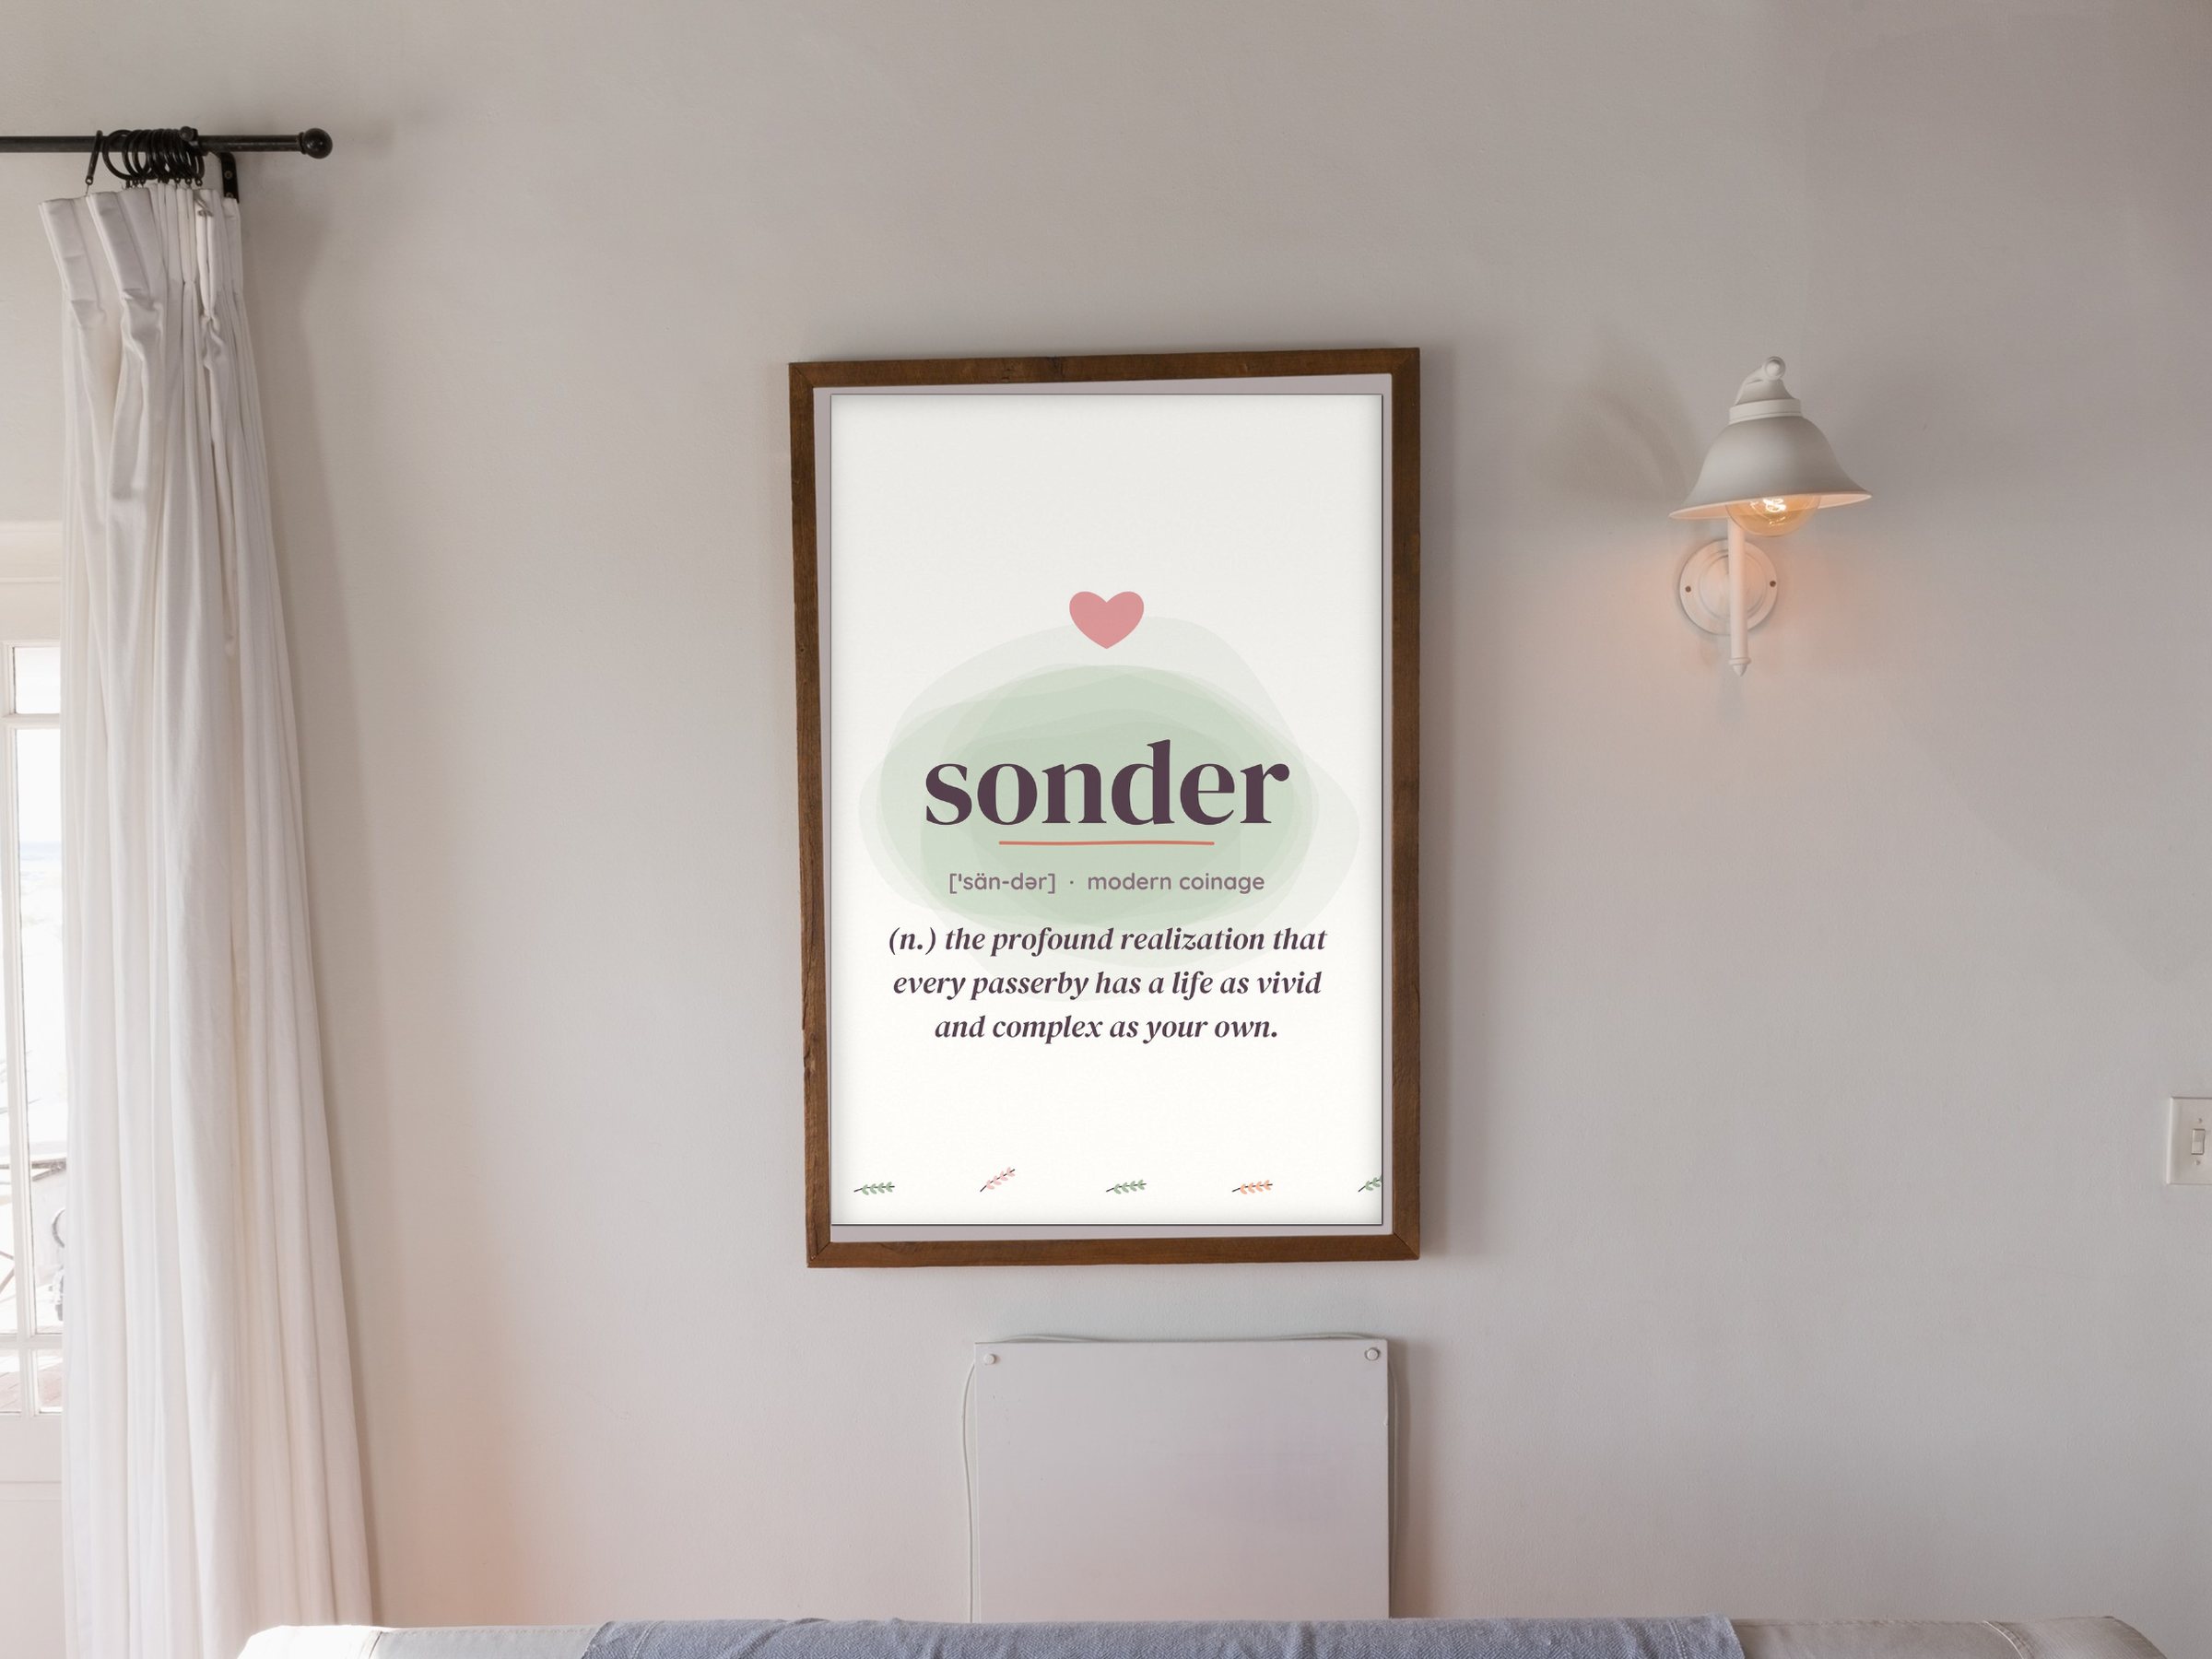 sonder
['sän-dər] · modern coinage
(n.) the profound realization that
every passerby has a life as vivid
and complex as your own.